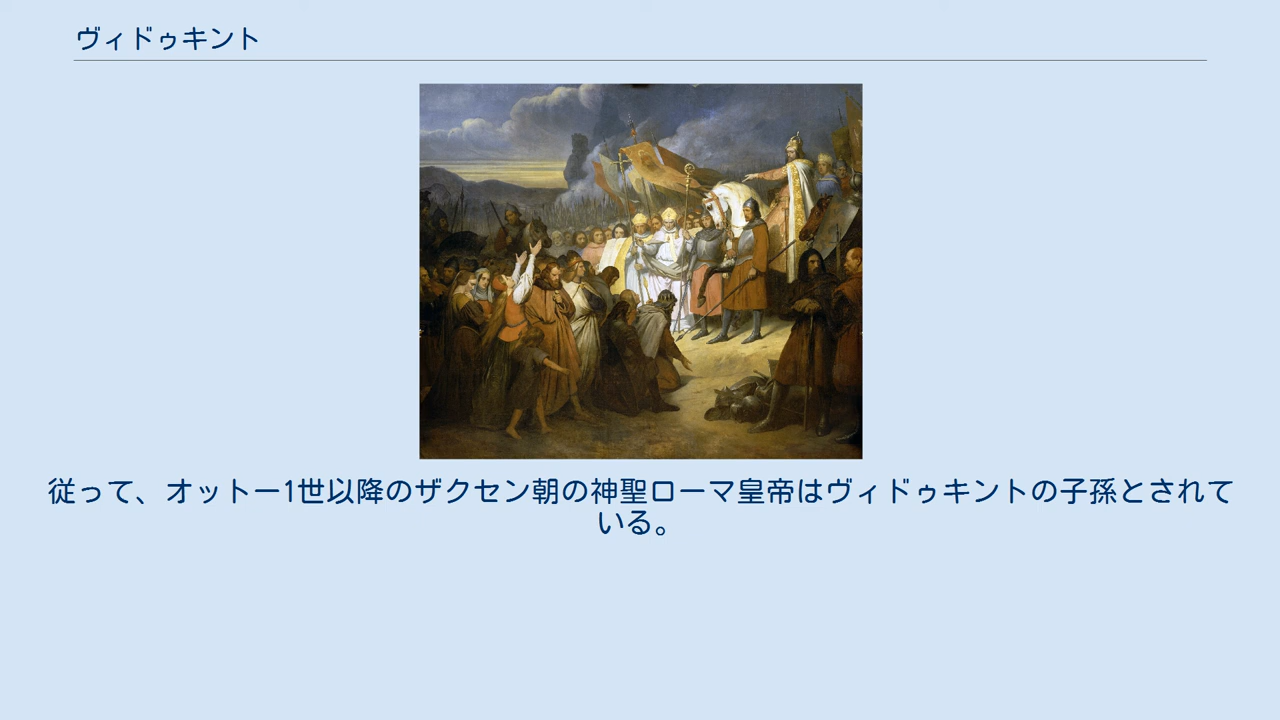 ヴィドゥキント
従って、オットー1世以降のザクセン朝の神聖ローマ皇帝はヴィドゥキントの子孫とされて
いる。